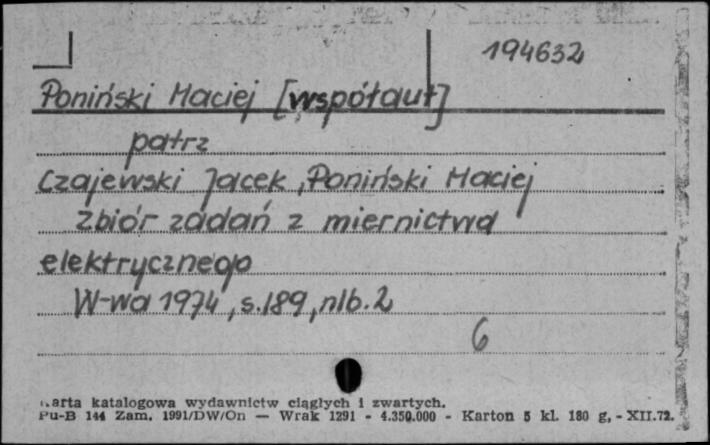 194632
Poniński Maciej [współaut]
patrz
Czajewski Jacek, Poniński Maciej
Zbiór zadań z miernictwa
elektrycznego
W-wa 1974, s.189, nlb.2
6
Karta katalogowa wydawnictw ciągłych i zwartych.
Pu-B 144 Zam. 1991/DW/On — Wrak 1291 - 4.350.000 - Karton 5 kl. 180 g, - XII.72.